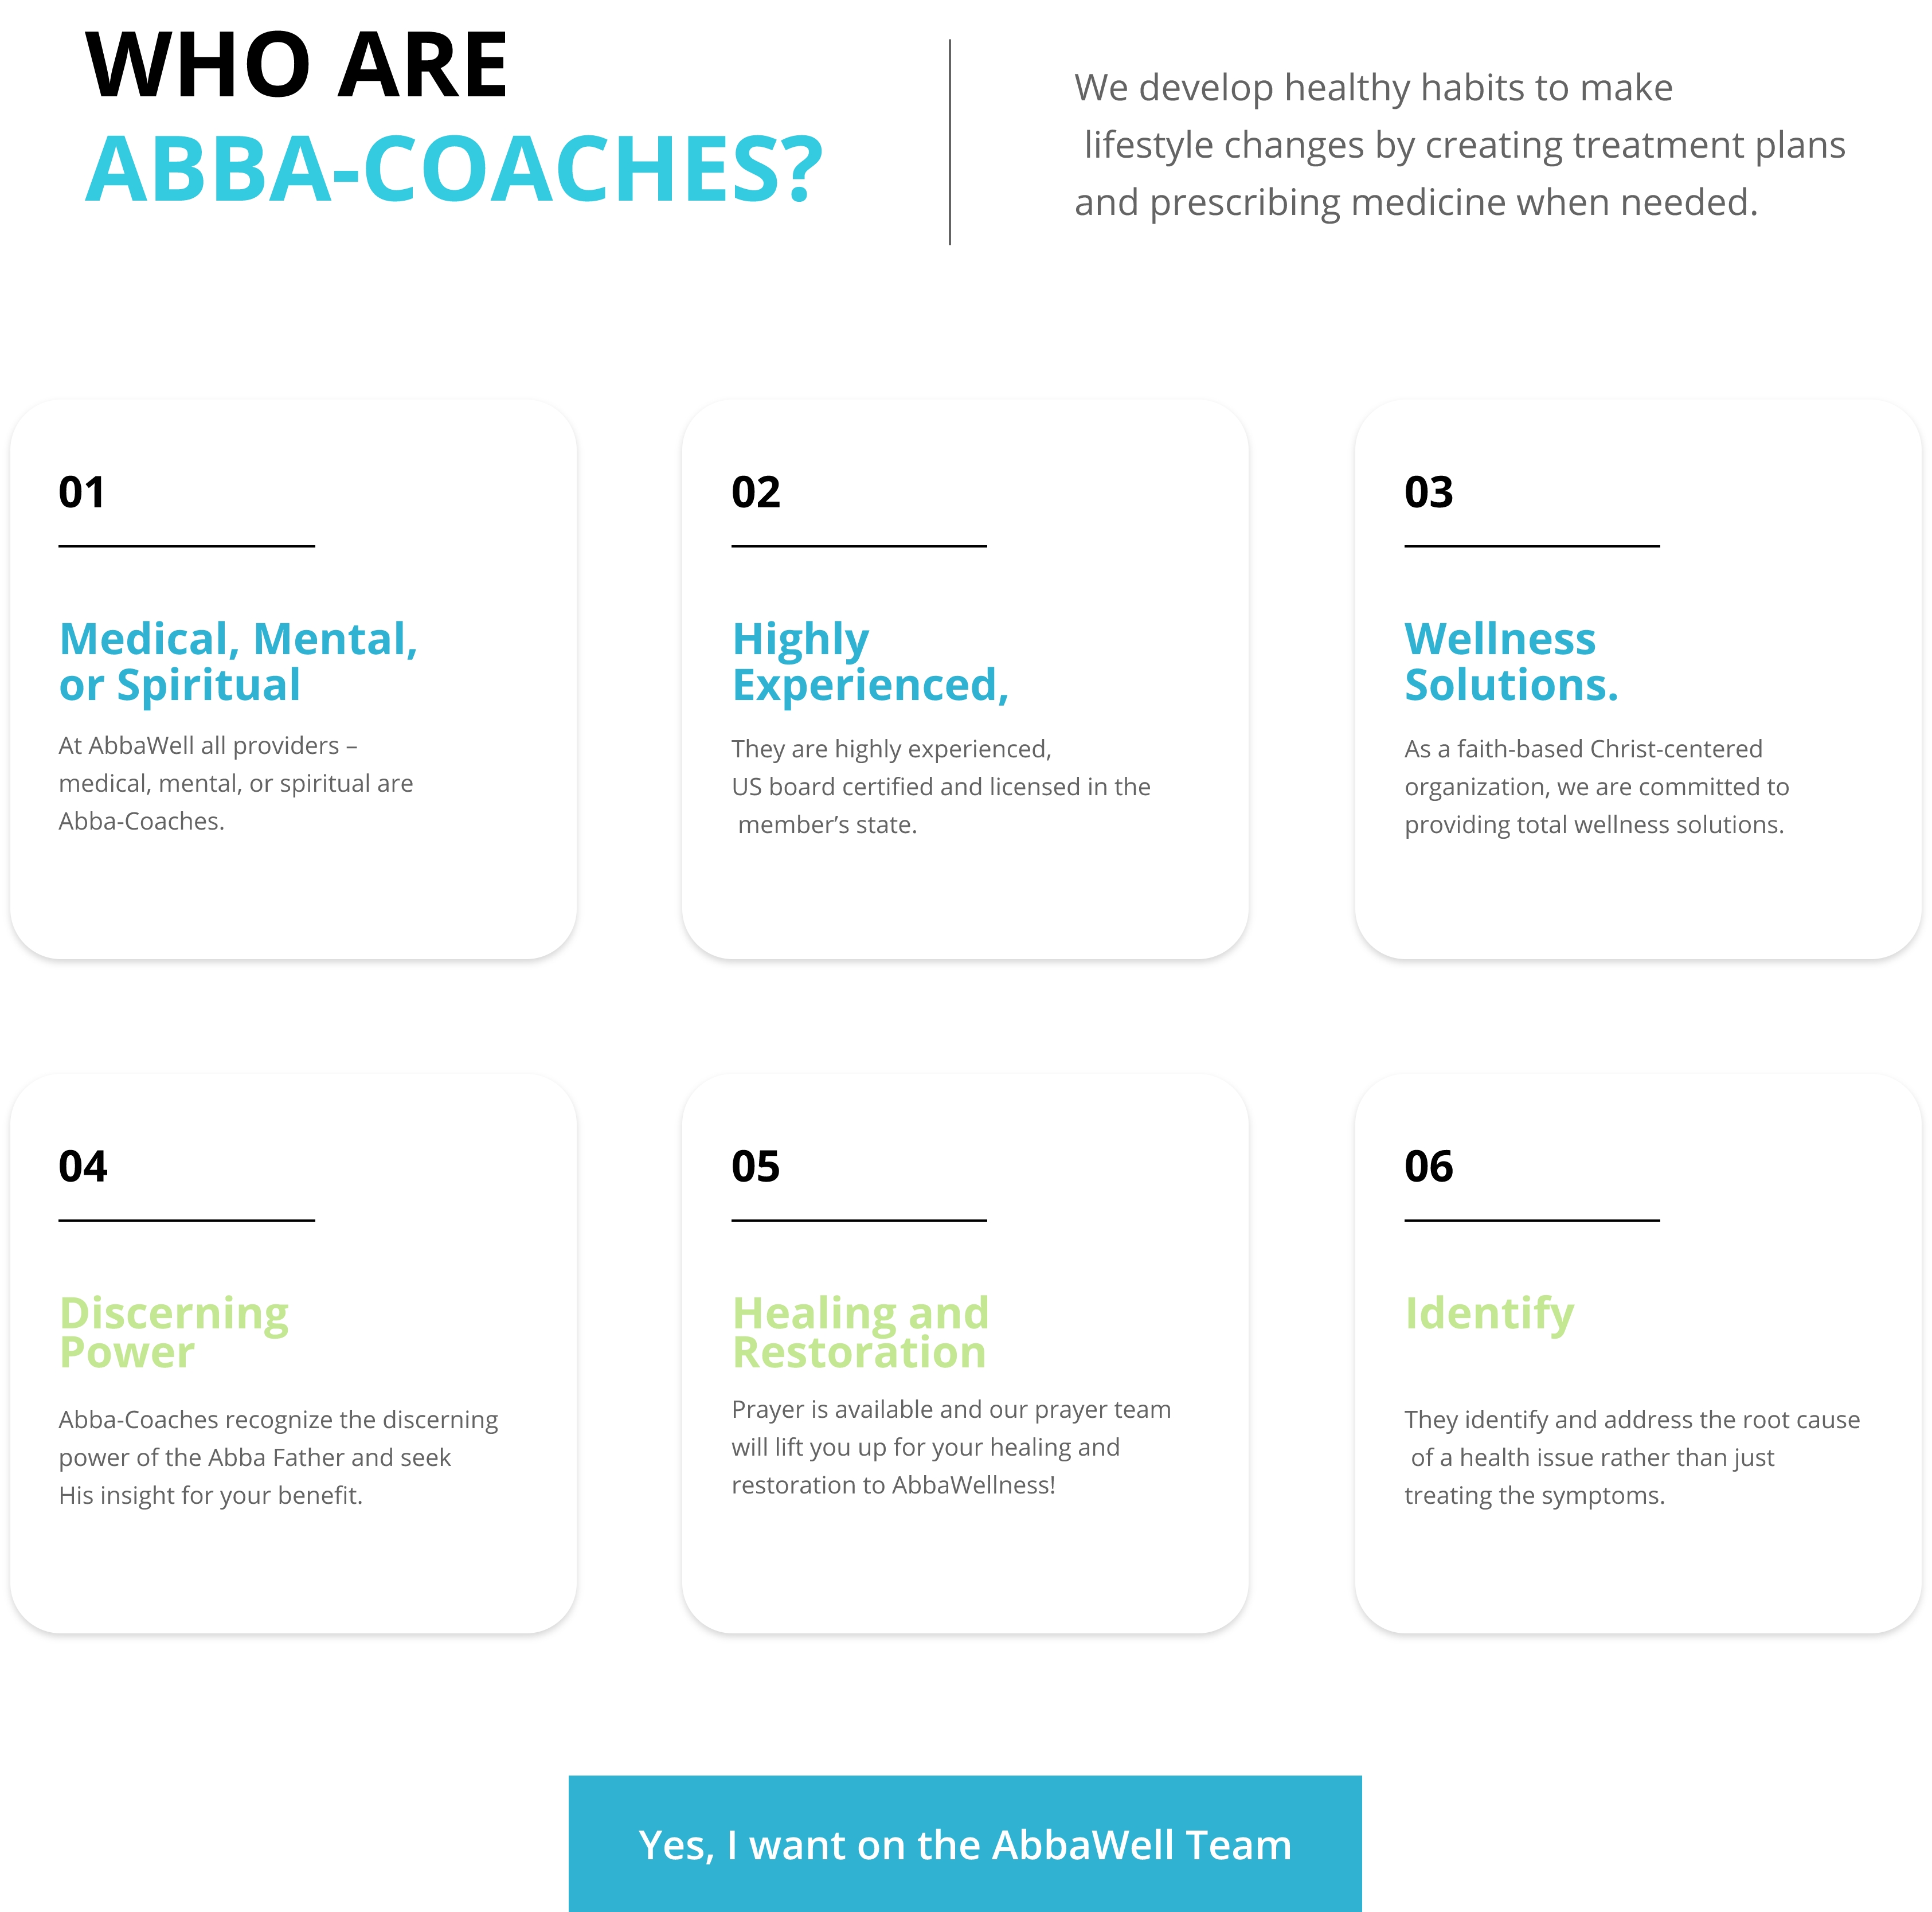 WHO ARE
ABBA-COACHES?
We develop healthy habits to make
lifestyle changes by creating treatment plans
and prescribing medicine when needed.
01
Medical, Mental,
or Spiritual
At AbbaWell all providers –
medical, mental, or spiritual are
Abba-Coaches.
02
Highly
Experienced,
They are highly experienced,
US board certified and licensed in the
member’s state.
03
Wellness
Solutions.
As a faith-based Christ-centered
organization, we are committed to
providing total wellness solutions.
04
Discerning
Power
Abba-Coaches recognize the discerning
power of the Abba Father and seek
His insight for your benefit.
05
Healing and
Restoration
Prayer is available and our prayer team
will lift you up for your healing and
restoration to AbbaWellness!
06
Identify
They identify and address the root cause
of a health issue rather than just
treating the symptoms.
Yes, I want on the AbbaWell Team